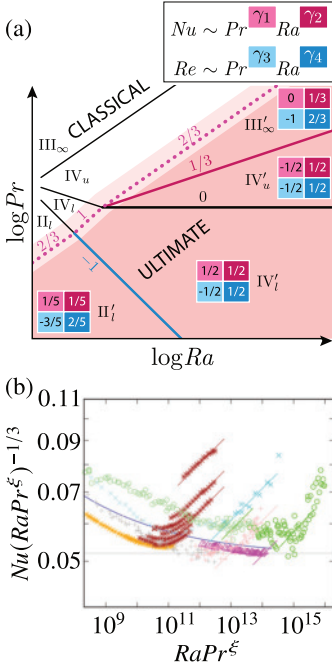 (a)
Nu ~ Pr^γ1 Ra^γ2
Re ~ Pr^γ3 Ra^γ4
CLASSICAL
III∞
2/3
0 1/3
-1 2/3
III′∞
IVu
1/3
-1/2 1/2
-1/2 1/2
IV′u
logPr
IVl
1
0
IIl
2/3
-1
ULTIMATE
1/2 1/2
-1/2 1/2
IV′l
1/5 1/5
-3/5 2/5
II′l
logRa
(b)
0.11
0.09
0.07
0.05
Nu(RaPr^ξ)^−1/3
10^9 10^11 10^13 10^15
RaPr^ξ